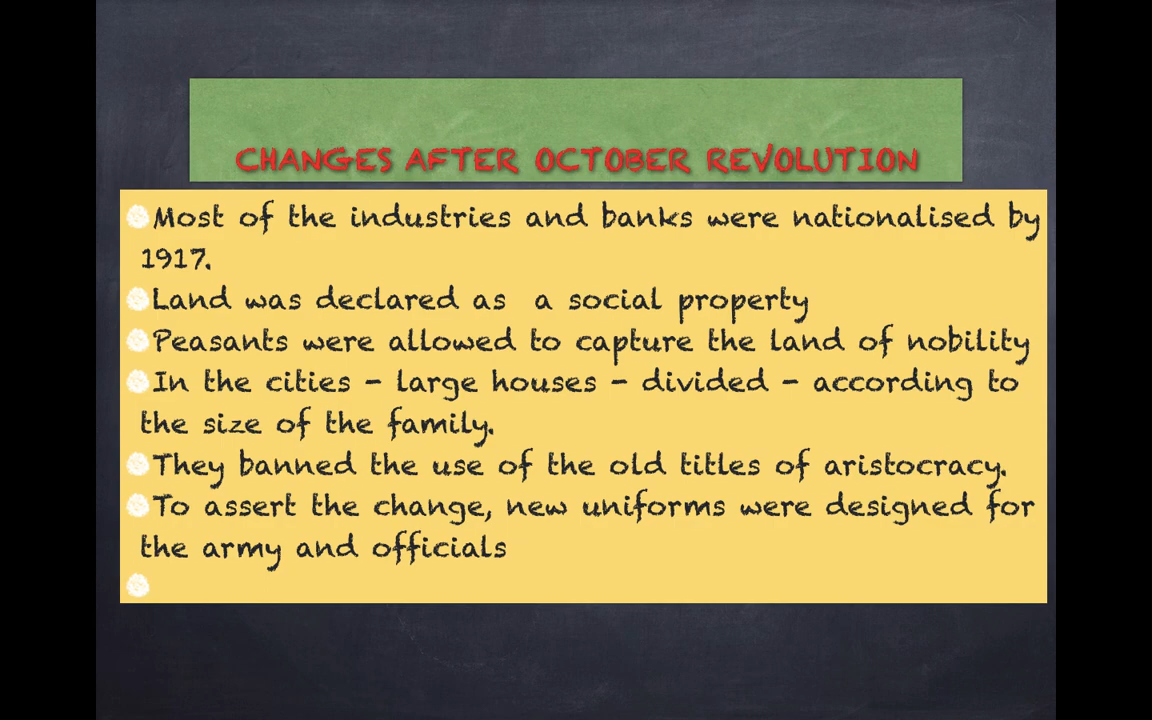 CHANGES AFTER OCTOBER REVOLUTION
Most of the industries and banks were nationalised by
1917.
Land was declared as a social property
Peasants were allowed to capture the land of nobility
In the cities - large houses - divided - according to
the size of the family.
They banned the use of the old titles of aristocracy.
To assert the change, new uniforms were designed for
the army and officials